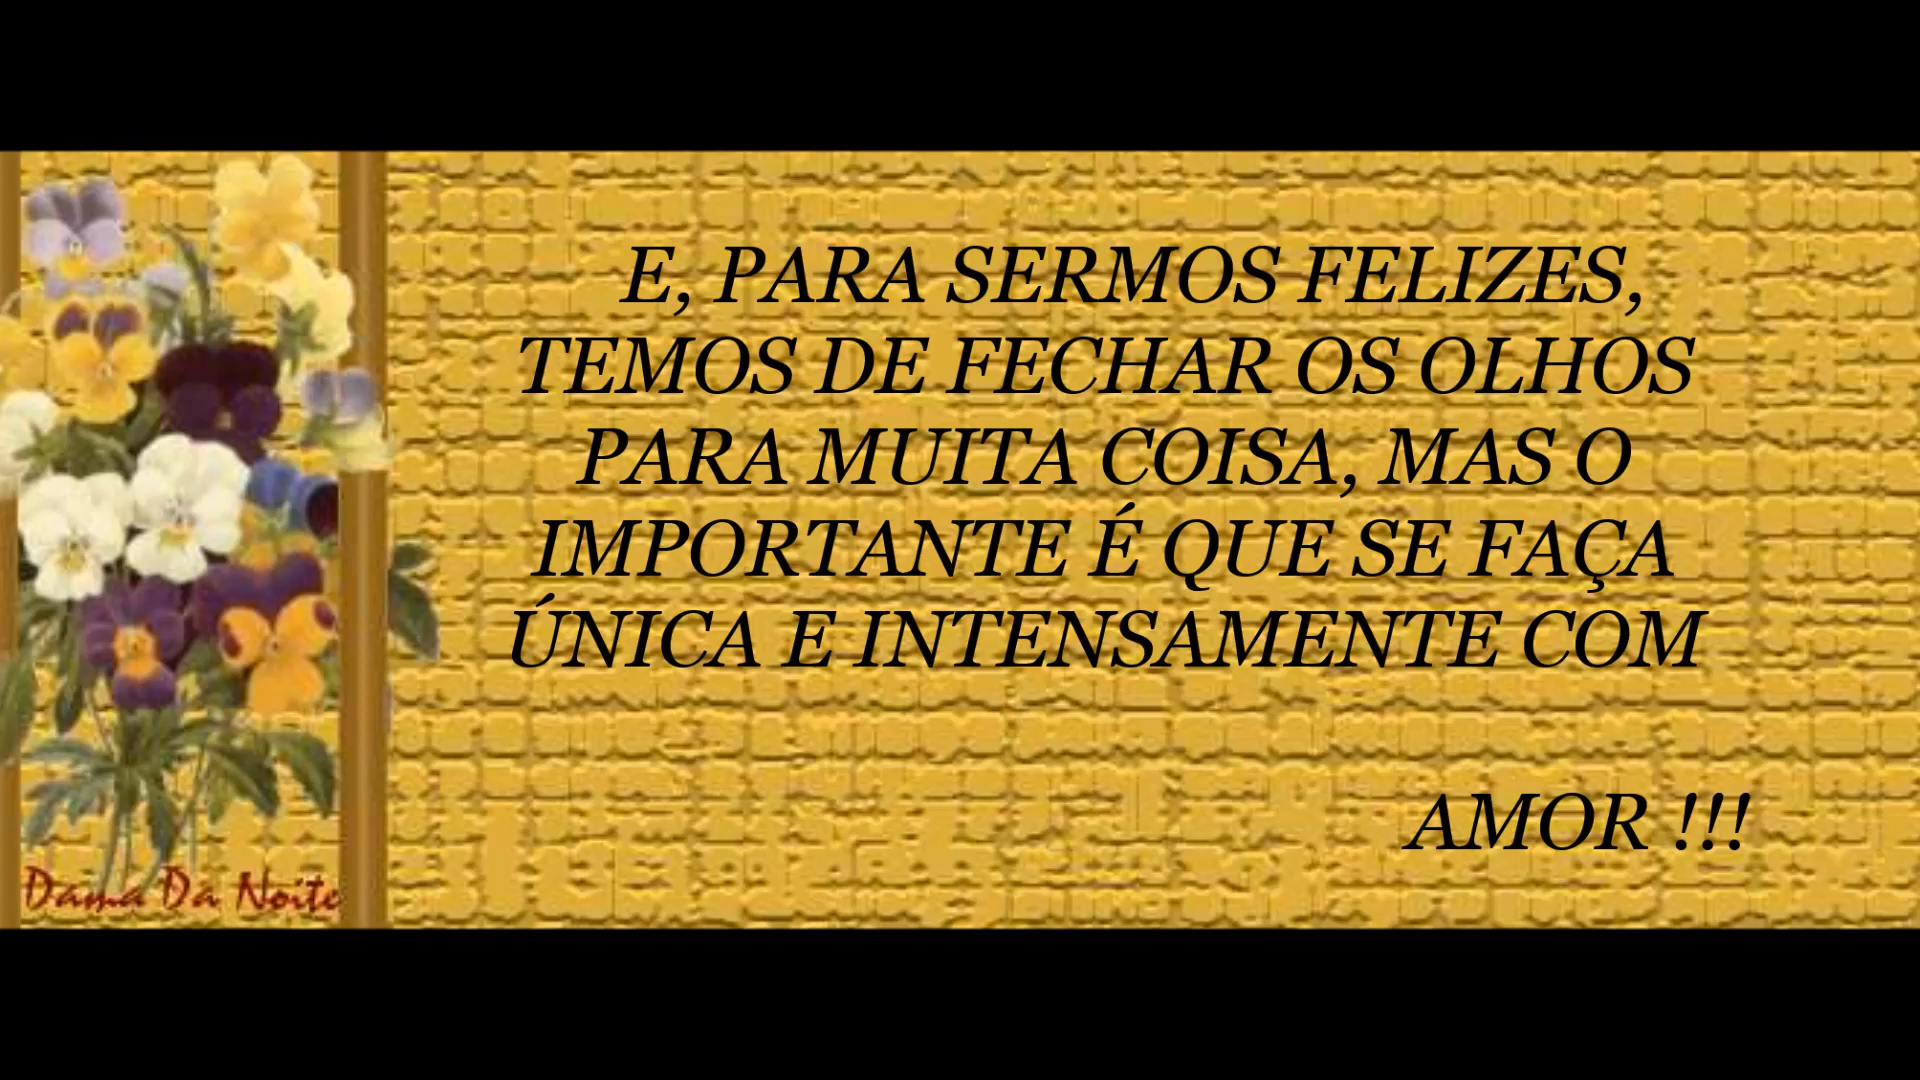 E, PARA SERMOS FELIZES,
TEMOS DE FECHAR OS OLHOS
PARA MUITA COISA, MAS O
IMPORTANTE É QUE SE FAÇA
ÚNICA E INTENSAMENTE COM
AMOR !!!
Dama Da Noite